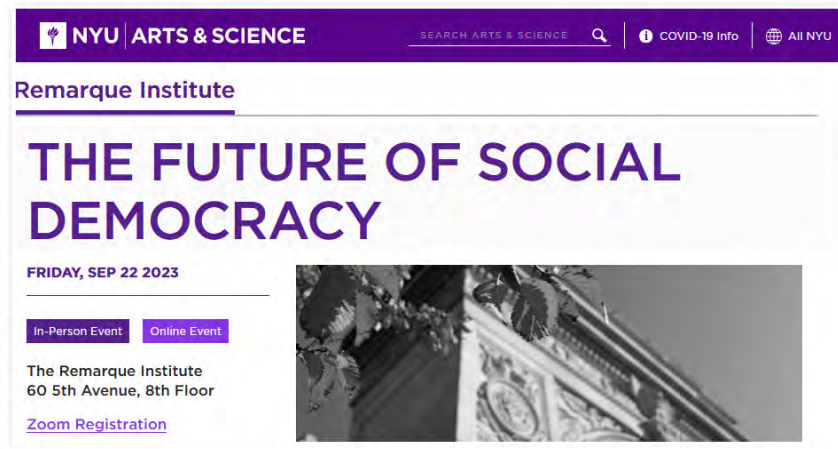 NYU ARTS & SCIENCE
SEARCH ARTS & SCIENCE
COVID-19 Info
All NYU
Remarque Institute
THE FUTURE OF SOCIAL
DEMOCRACY
FRIDAY, SEP 22 2023
In-Person Event
Online Event
The Remarque Institute
60 5th Avenue, 8th Floor
Zoom Registration